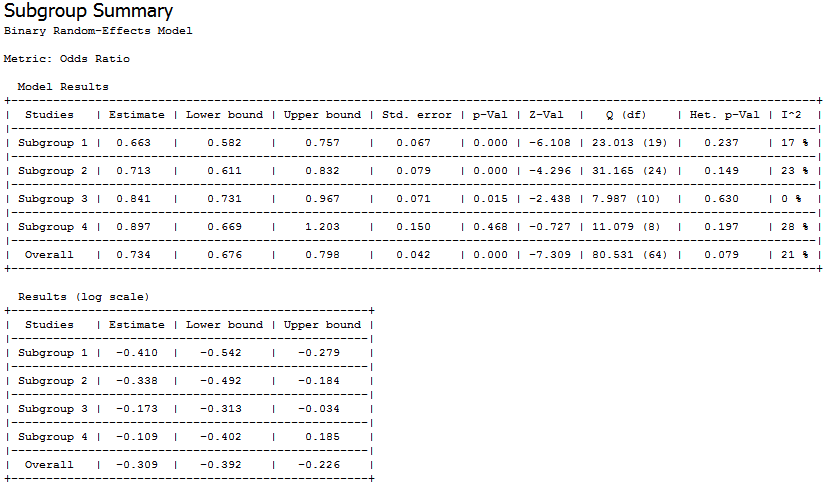 Subgroup Summary
Binary Random-Effects Model
Metric: Odds Ratio
Model Results
| Studies | Estimate | Lower bound | Upper bound | Std. error | p-Val | Z-Val | Q (df) | Het. p-Val | I^2 |
| Subgroup 1 | 0.663 | 0.582 | 0.757 | 0.067 | 0.000 | -6.108 | 23.013 (19) | 0.237 | 17 % |
| Subgroup 2 | 0.713 | 0.611 | 0.832 | 0.079 | 0.000 | -4.296 | 31.165 (24) | 0.149 | 23 % |
| Subgroup 3 | 0.841 | 0.731 | 0.967 | 0.071 | 0.015 | -2.438 | 7.987 (10) | 0.630 | 0 % |
| Subgroup 4 | 0.897 | 0.669 | 1.203 | 0.150 | 0.468 | -0.727 | 11.079 (8) | 0.197 | 28 % |
| Overall | 0.734 | 0.676 | 0.798 | 0.042 | 0.000 | -7.309 | 80.531 (64) | 0.079 | 21 % |
Results (log scale)
| Studies | Estimate | Lower bound | Upper bound |
| Subgroup 1 | -0.410 | -0.542 | -0.279 |
| Subgroup 2 | -0.338 | -0.492 | -0.184 |
| Subgroup 3 | -0.173 | -0.313 | -0.034 |
| Subgroup 4 | -0.109 | -0.402 | 0.185 |
| Overall | -0.309 | -0.392 | -0.226 |